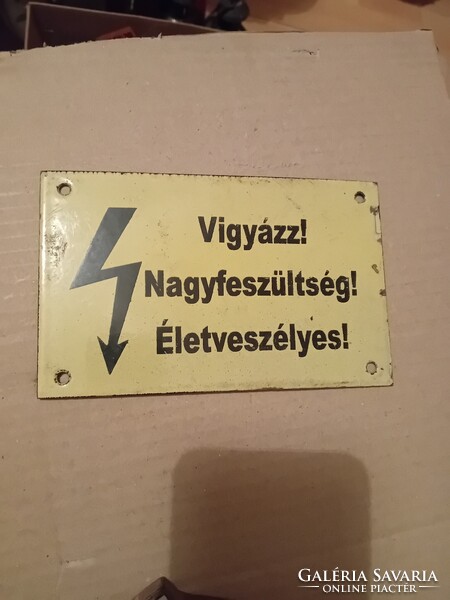 Vigyázz!
Nagyfeszültség!
Életveszélyes!
GALÉRIA SAVARIA
ONLINE PIACTÉR